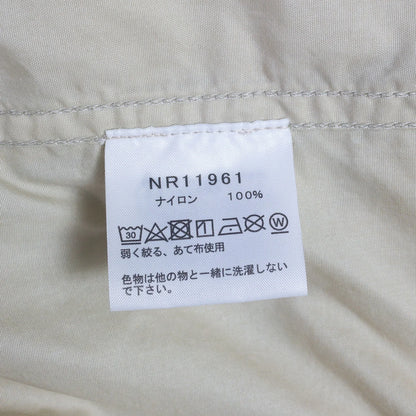 NR11961
ナイロン 100%
30 W
弱く絞る、あて布使用
色物は他の物と一緒に洗濯しない
で下さい。